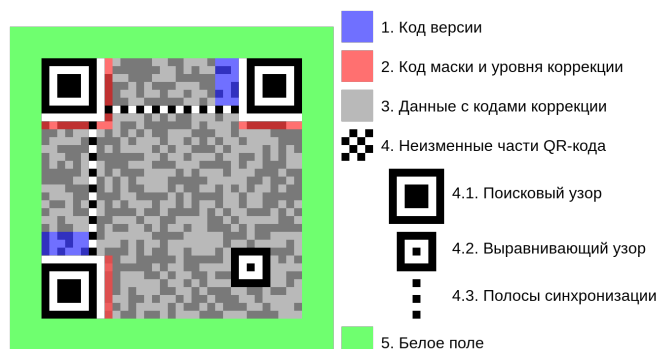 1. Код версии
2. Код маски и уровня коррекции
3. Данные с кодами коррекции
4. Неизменные части QR-кода
4.1. Поисковый узор
4.2. Выравнивающий узор
4.3. Полосы синхронизации
5. Белое поле